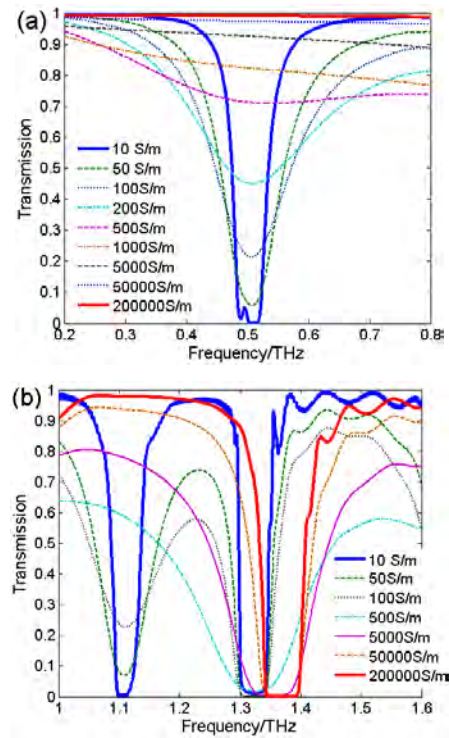 (a)
1
0.9
0.8
0.7
0.6
0.5
0.4
0.3
0.2
0.1
0
Transmission
10 S/m
50 S/m
100S/m
200S/m
500S/m
1000S/m
5000S/m
50000S/m
200000S/m
0.2 0.3 0.4 0.5 0.6 0.7 0.8
Frequency/THz
(b)
1
0.9
0.8
0.7
0.6
0.5
0.4
0.3
0.2
0.1
0
Transmission
10 S/m
50S/m
100S/m
500S/m
5000S/m
50000S/m
200000S/m
1 1.1 1.2 1.3 1.4 1.5 1.6
Frequency/THz